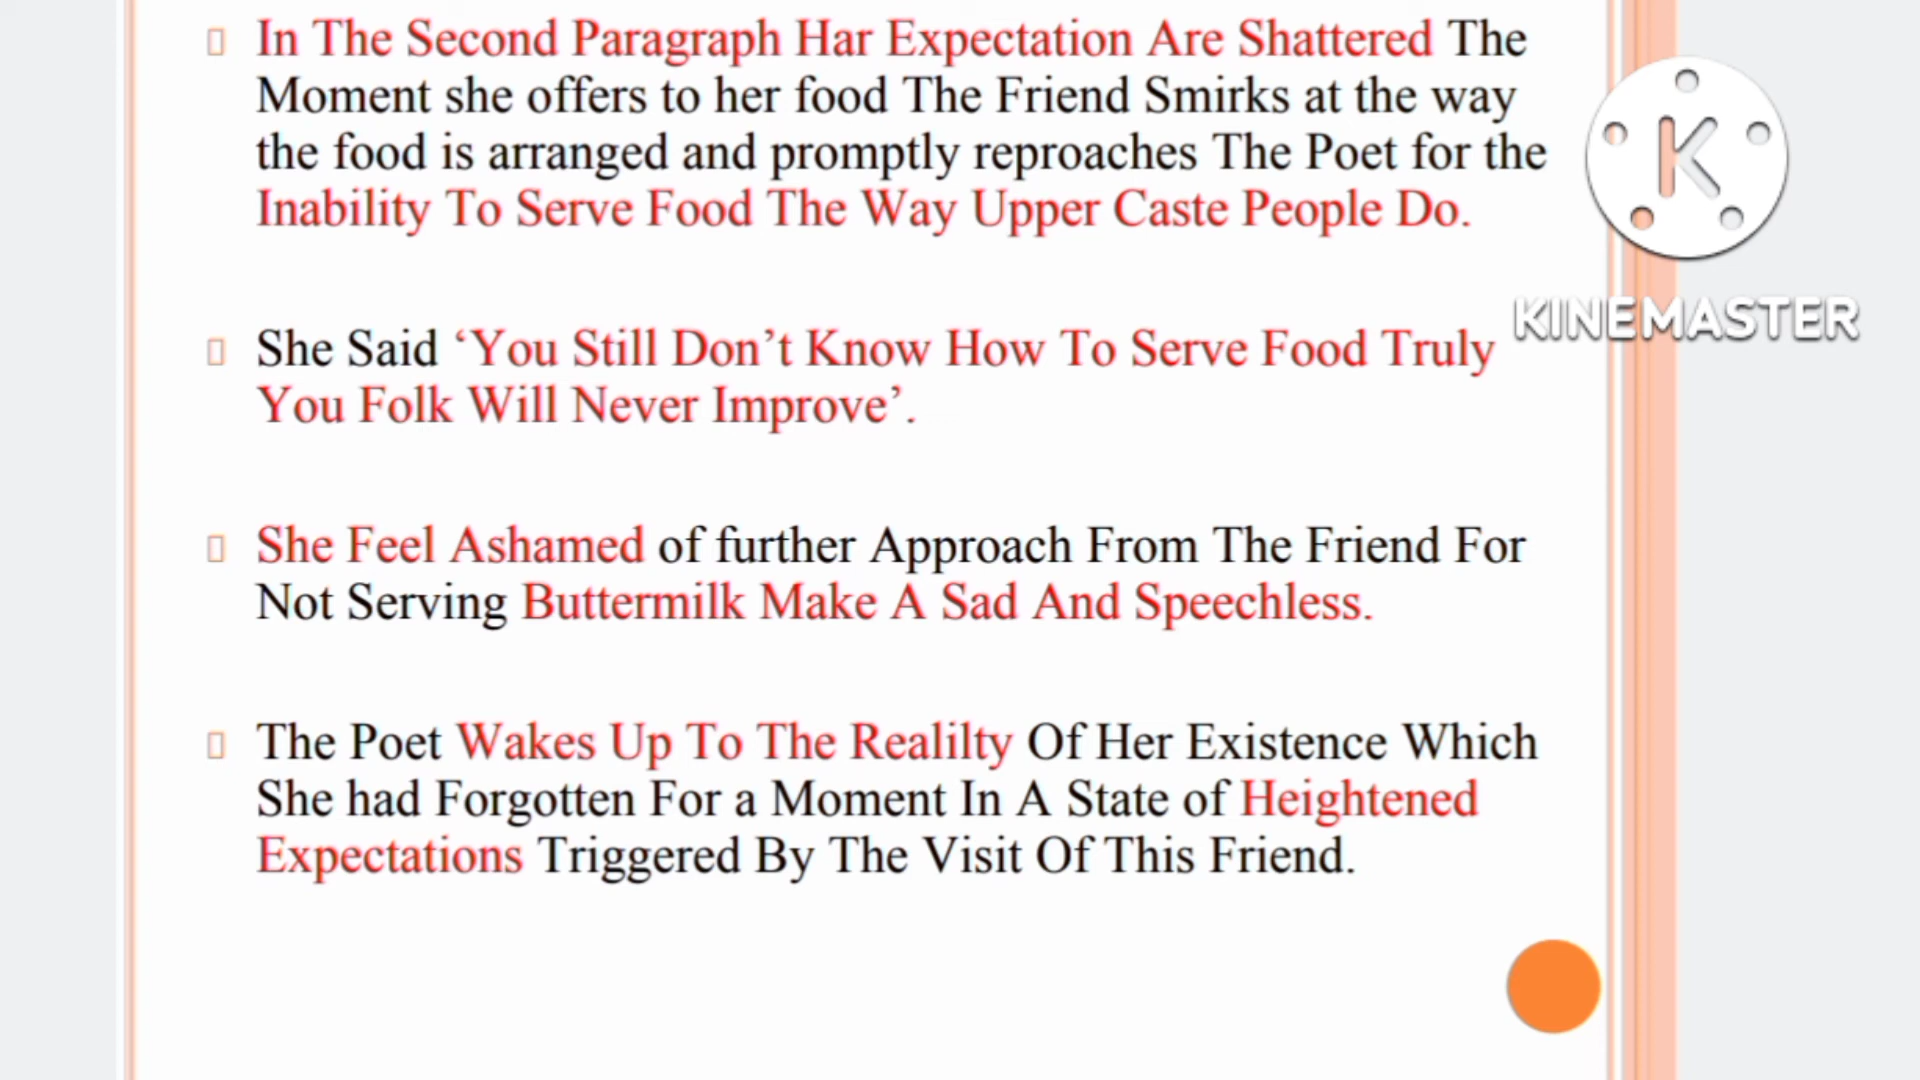 In The Second Paragraph Har Expectation Are Shattered The
Moment she offers to her food The Friend Smirks at the way
the food is arranged and promptly reproaches The Poet for the
Inability To Serve Food The Way Upper Caste People Do.
She Said ‘You Still Don’t Know How To Serve Food Truly
You Folk Will Never Improve’.
She Feel Ashamed of further Approach From The Friend For
Not Serving Buttermilk Make A Sad And Speechless.
The Poet Wakes Up To The Realilty Of Her Existence Which
She had Forgotten For a Moment In A State of Heightened
Expectations Triggered By The Visit Of This Friend.
K
KINEMASTER